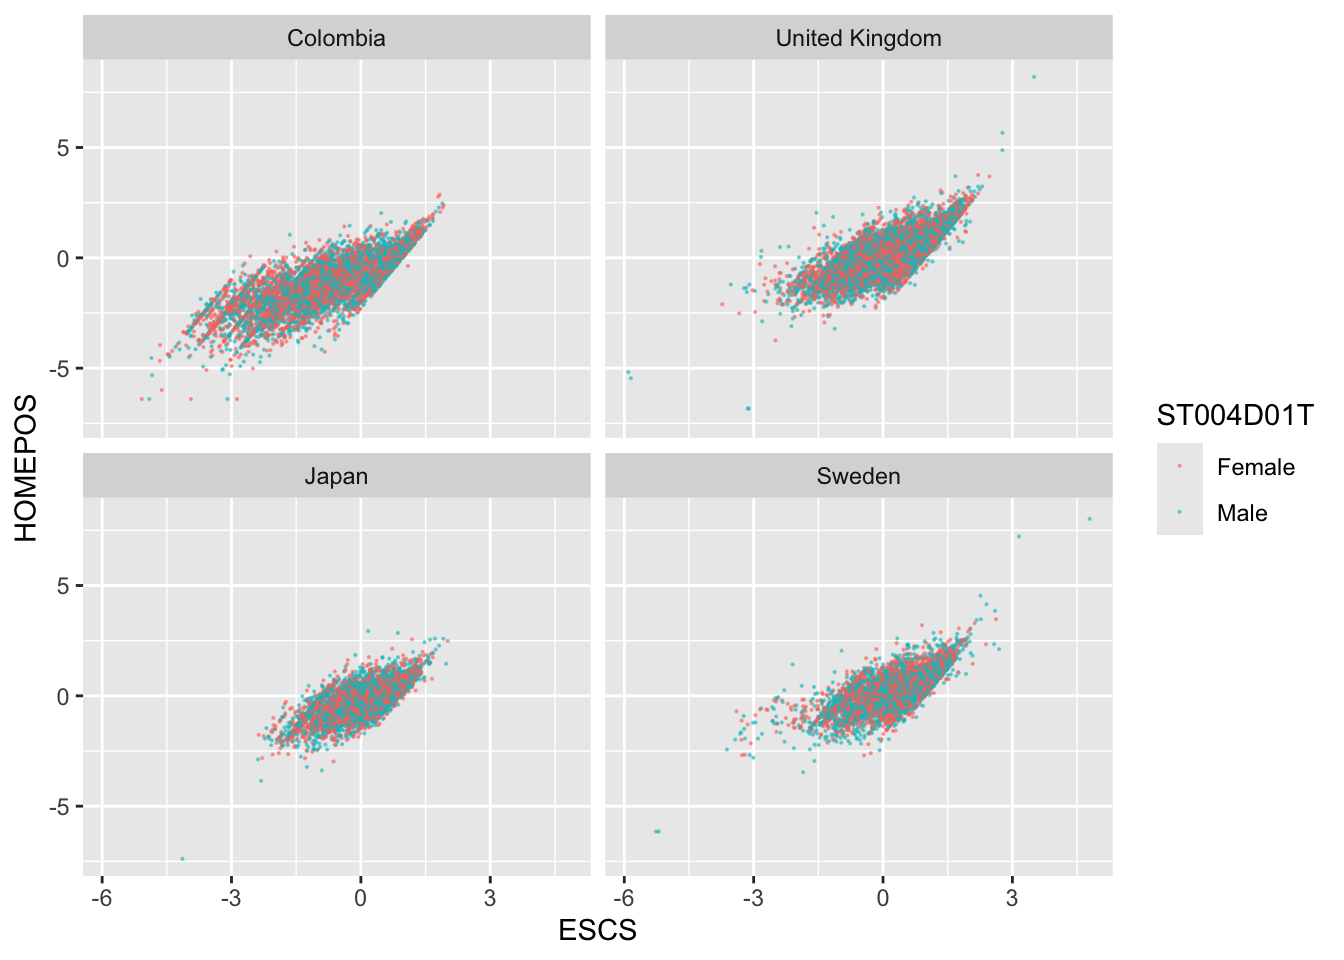 Colombia
United Kingdom
5
0
-5
Japan
Sweden
5
0
-5
-6 -3 0 3
-6 -3 0 3
ESCS
HOMEPOS
ST004D01T
Female
Male